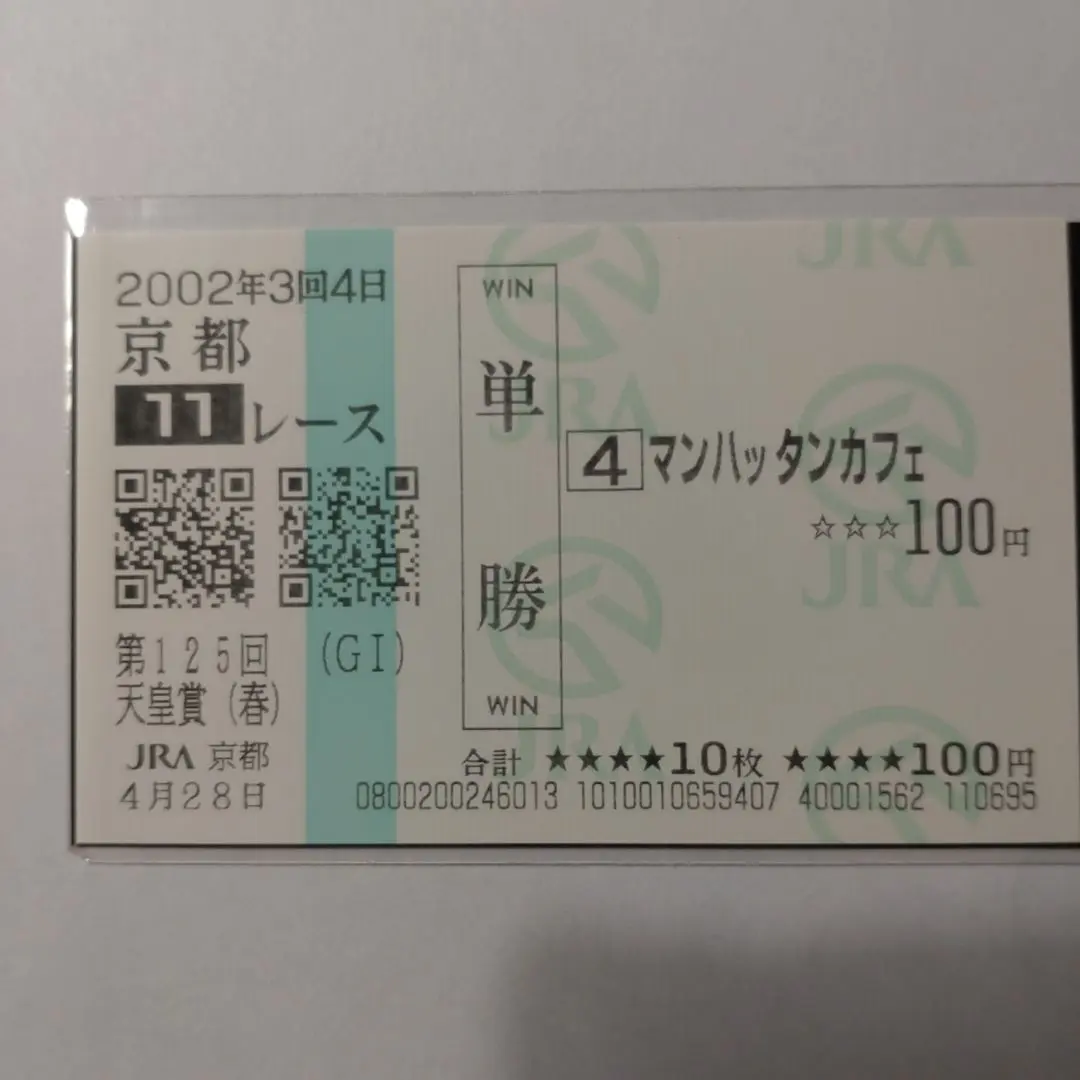 2002年3回4日
京都
11レース
第125回 (GI)
天皇賞(春)
JRA 京都
4月28日
WIN
単勝
WIN
4 マンハッタンカフェ
☆☆☆100円
合計 ★★★★10枚 ★★★★100円
0800200246013 1010010659407 40001562 110695
JRA
JRA
JRA
JRA